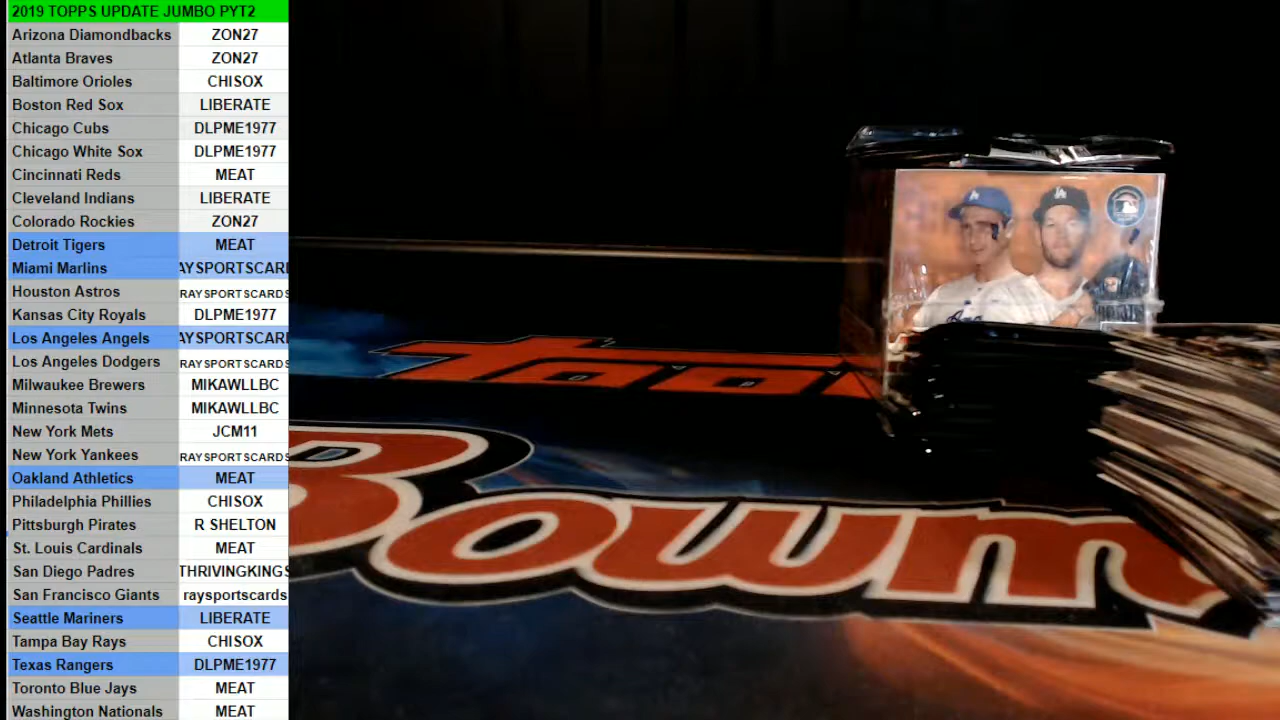 2019 TOPPS UPDATE JUMBO PYT2
Arizona Diamondbacks ZON27
Atlanta Braves ZON27
Baltimore Orioles CHISOX
Boston Red Sox LIBERATE
Chicago Cubs DLPME1977
Chicago White Sox DLPME1977
Cincinnati Reds MEAT
Cleveland Indians LIBERATE
Colorado Rockies ZON27
Detroit Tigers MEAT
Miami Marlins AYSPORTSCARD
Houston Astros RAYSPORTSCARDS
Kansas City Royals DLPME1977
Los Angeles Angels AYSPORTSCARD
Los Angeles Dodgers RAYSPORTSCARDS
Milwaukee Brewers MIKAWLLBC
Minnesota Twins MIKAWLLBC
New York Mets JCM11
New York Yankees RAYSPORTSCARDS
Oakland Athletics MEAT
Philadelphia Phillies CHISOX
Pittsburgh Pirates R SHELTON
St. Louis Cardinals MEAT
San Diego Padres THRIVINGKINGS
San Francisco Giants raysportscards
Seattle Mariners LIBERATE
Tampa Bay Rays CHISOX
Texas Rangers DLPME1977
Toronto Blue Jays MEAT
Washington Nationals MEAT
Bowm